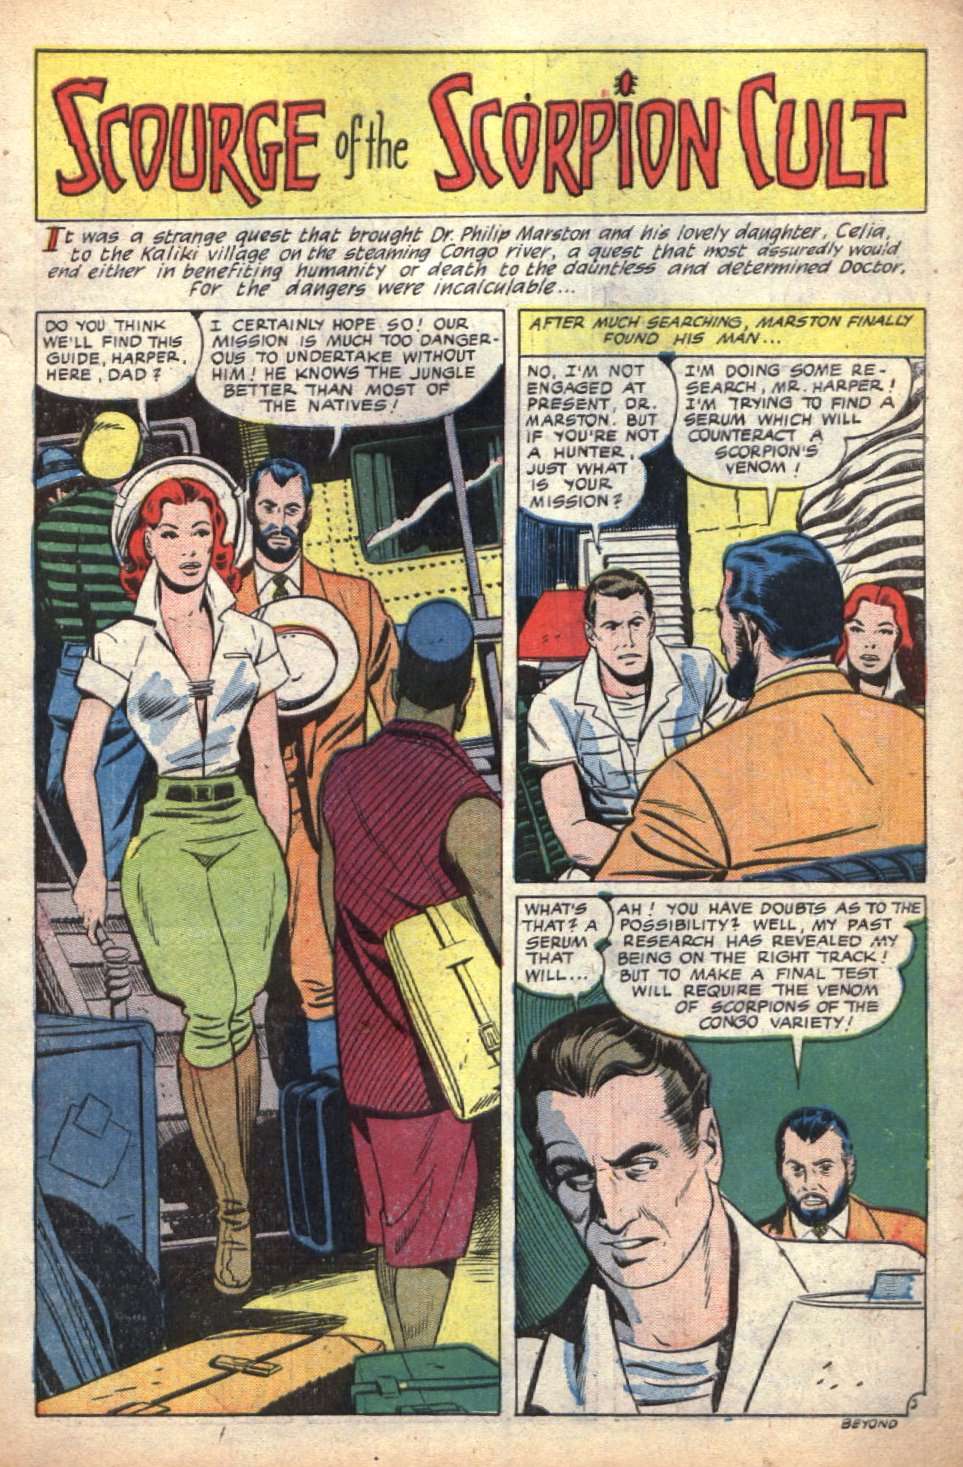 SCOURGE of the SCORPION CULT
It was a strange quest that brought Dr. Philip Marston and his lovely daughter, Celia,
to the Kaliki village on the steaming Congo river, a quest that most assuredly would
end either in benefiting humanity or death to the dauntless and determined Doctor.
For the dangers were incalculable...
DO YOU THINK
WE'LL FIND THIS
GUIDE, HARPER,
HERE, DAD?
I CERTAINLY HOPE SO! OUR
MISSION IS MUCH TOO DANGER-
OUS TO UNDERTAKE WITHOUT
HIM! HE KNOWS THE JUNGLE
BETTER THAN MOST OF
THE NATIVES!
AFTER MUCH SEARCHING, MARSTON FINALLY
FOUND HIS MAN...
NO, I'M NOT
ENGAGED AT
PRESENT, DR.
MARSTON. BUT
IF YOU'RE NOT
A HUNTER,
JUST WHAT
IS YOUR
MISSION?
I'M DOING SOME RE-
SEARCH, MR. HARPER!
I'M TRYING TO FIND A
SERUM WHICH WILL
COUNTERACT A
SCORPION'S
VENOM!
WHAT'S
THAT? A
SERUM
THAT
WILL...
AH! YOU HAVE DOUBTS AS TO THE
POSSIBILITY? WELL, MY PAST
RESEARCH HAS REVEALED MY
BEING ON THE RIGHT TRACK!
BUT TO MAKE A FINAL TEST
WILL REQUIRE THE VENOM
OF SCORPIONS OF THE
CONGO VARIETY!
BEYOND
1